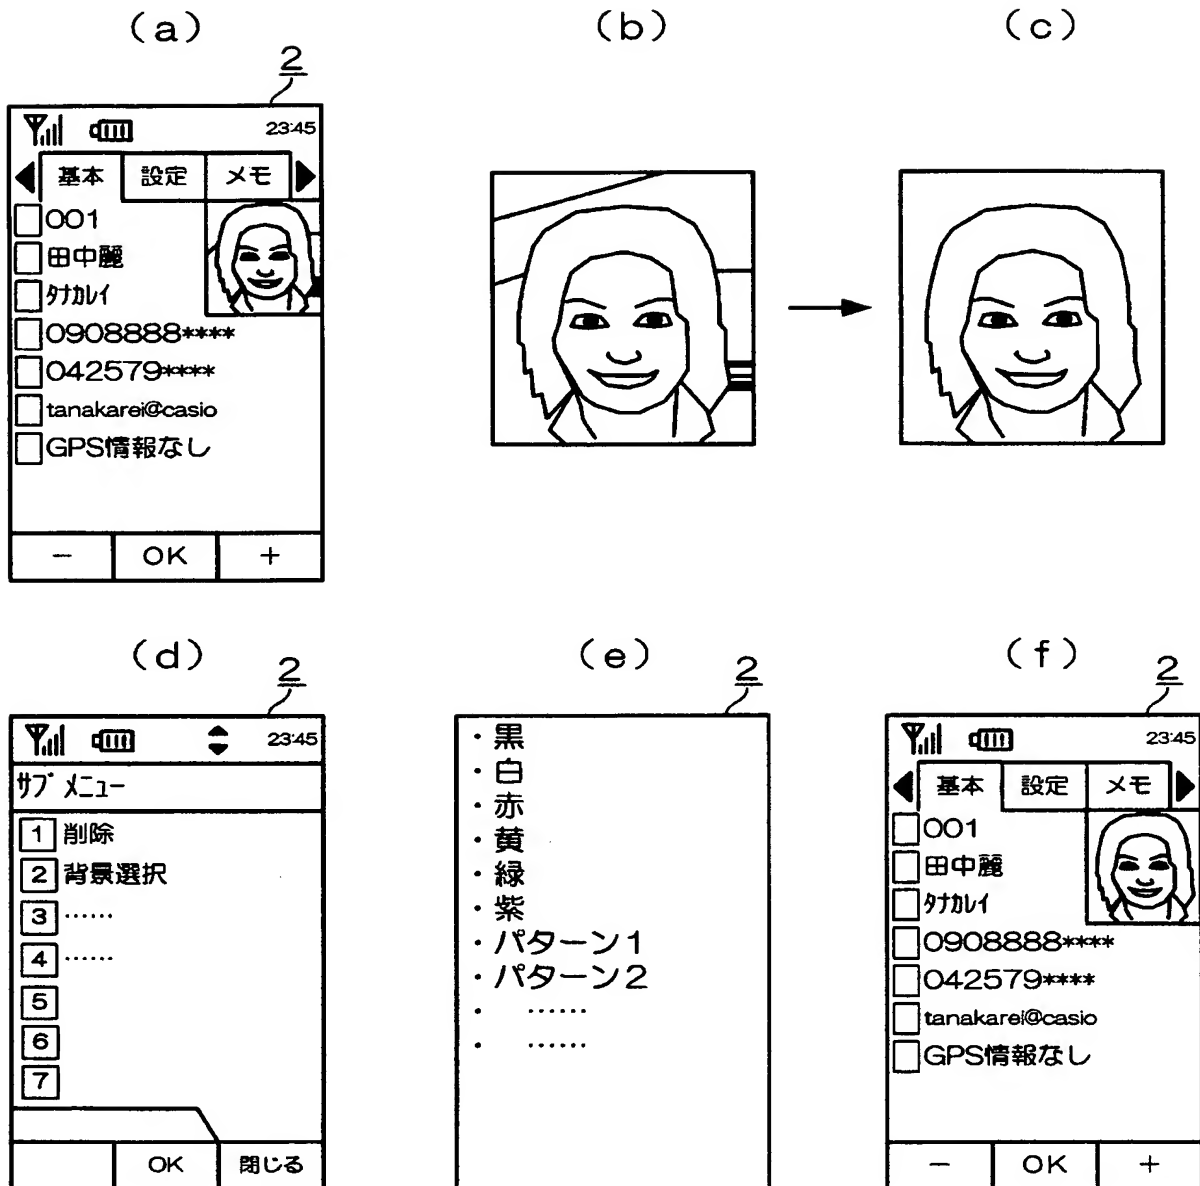 (a)
(b)
(c)
2
23:45
基本 設定 メモ
001
田中麗
ﾀﾅｶﾚｲ
0908888****
042579****
tanakarei@casio
GPS情報なし
− OK +
(d)
(e)
(f)
2
23:45
ｻﾌﾞﾒﾆｭｰ
1 削除
2 背景選択
3 ……
4 ……
5
6
7
OK 閉じる
2
・黒
・白
・赤
・黄
・緑
・紫
・パターン1
・パターン2
・ ……
・ ……
2
23:45
基本 設定 メモ
001
田中麗
ﾀﾅｶﾚｲ
0908888****
042579****
tanakarei@casio
GPS情報なし
− OK +